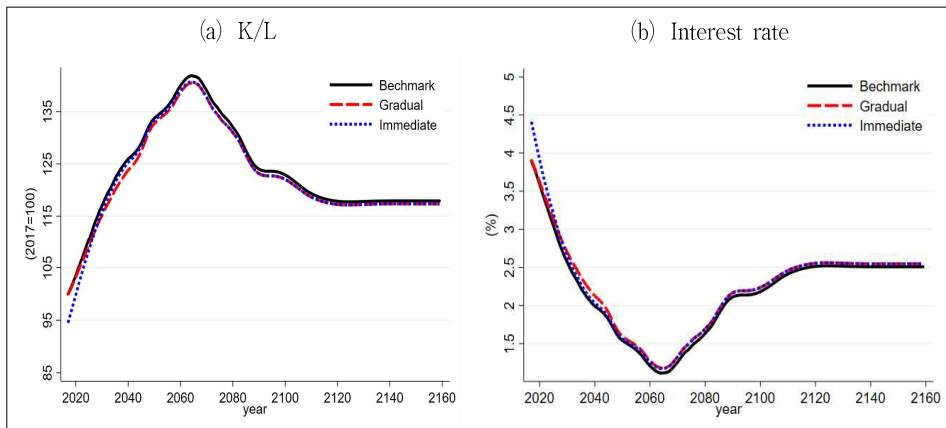 (a) K/L
(2017=100)
135
125
115
105
95
85
Bechmark
Gradual
Immediate
2020 2040 2060 2080 2100 2120 2140 2160
year
(b) Interest rate
(%)
5
4.5
4
3.5
3
2.5
2
1.5
Bechmark
Gradual
Immediate
2020 2040 2060 2080 2100 2120 2140 2160
year